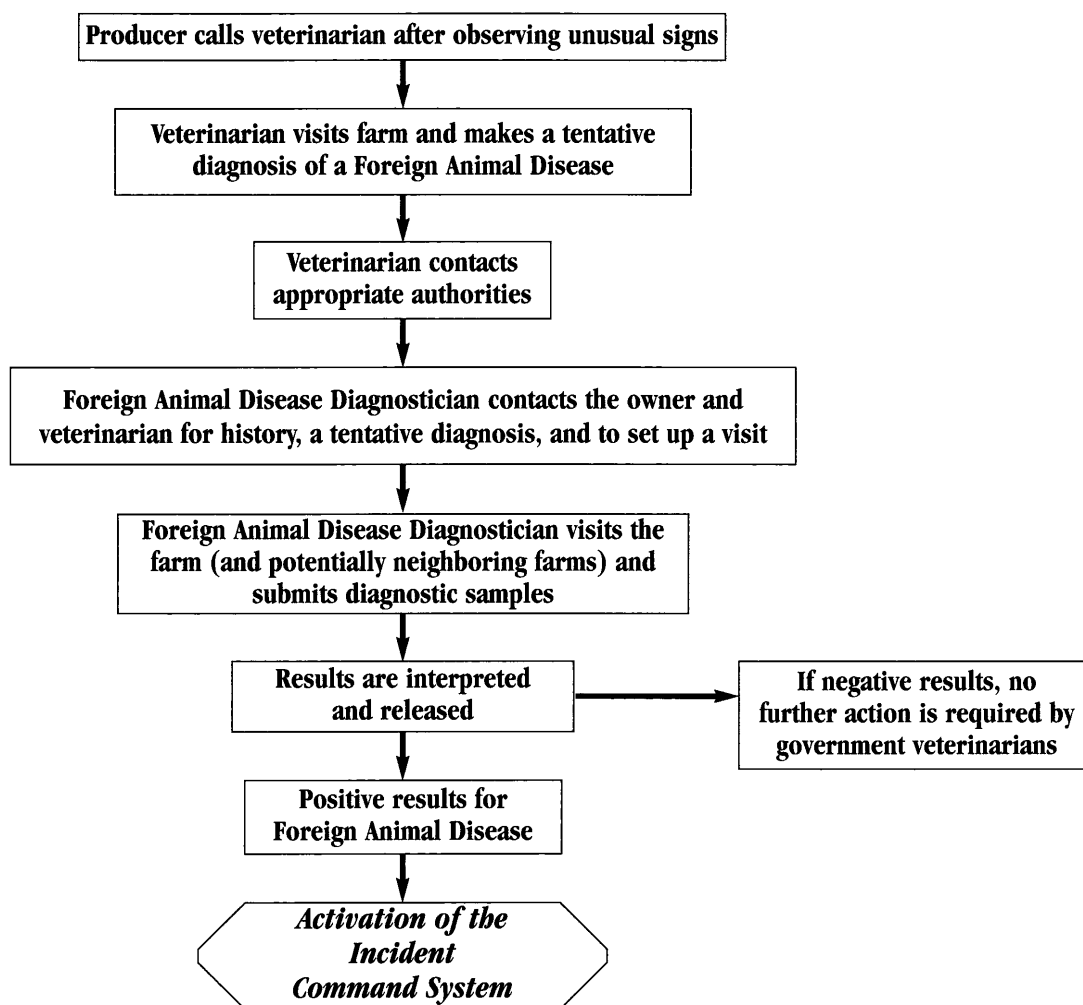 Producer calls veterinarian after observing unusual signs
Veterinarian visits farm and makes a tentative
diagnosis of a Foreign Animal Disease
Veterinarian contacts
appropriate authorities
Foreign Animal Disease Diagnostician contacts the owner and
veterinarian for history, a tentative diagnosis, and to set up a visit
Foreign Animal Disease Diagnostician visits the
farm (and potentially neighboring farms) and
submits diagnostic samples
Results are interpreted
and released
If negative results, no
further action is required by
government veterinarians
Positive results for
Foreign Animal Disease
Activation of the
Incident
Command System